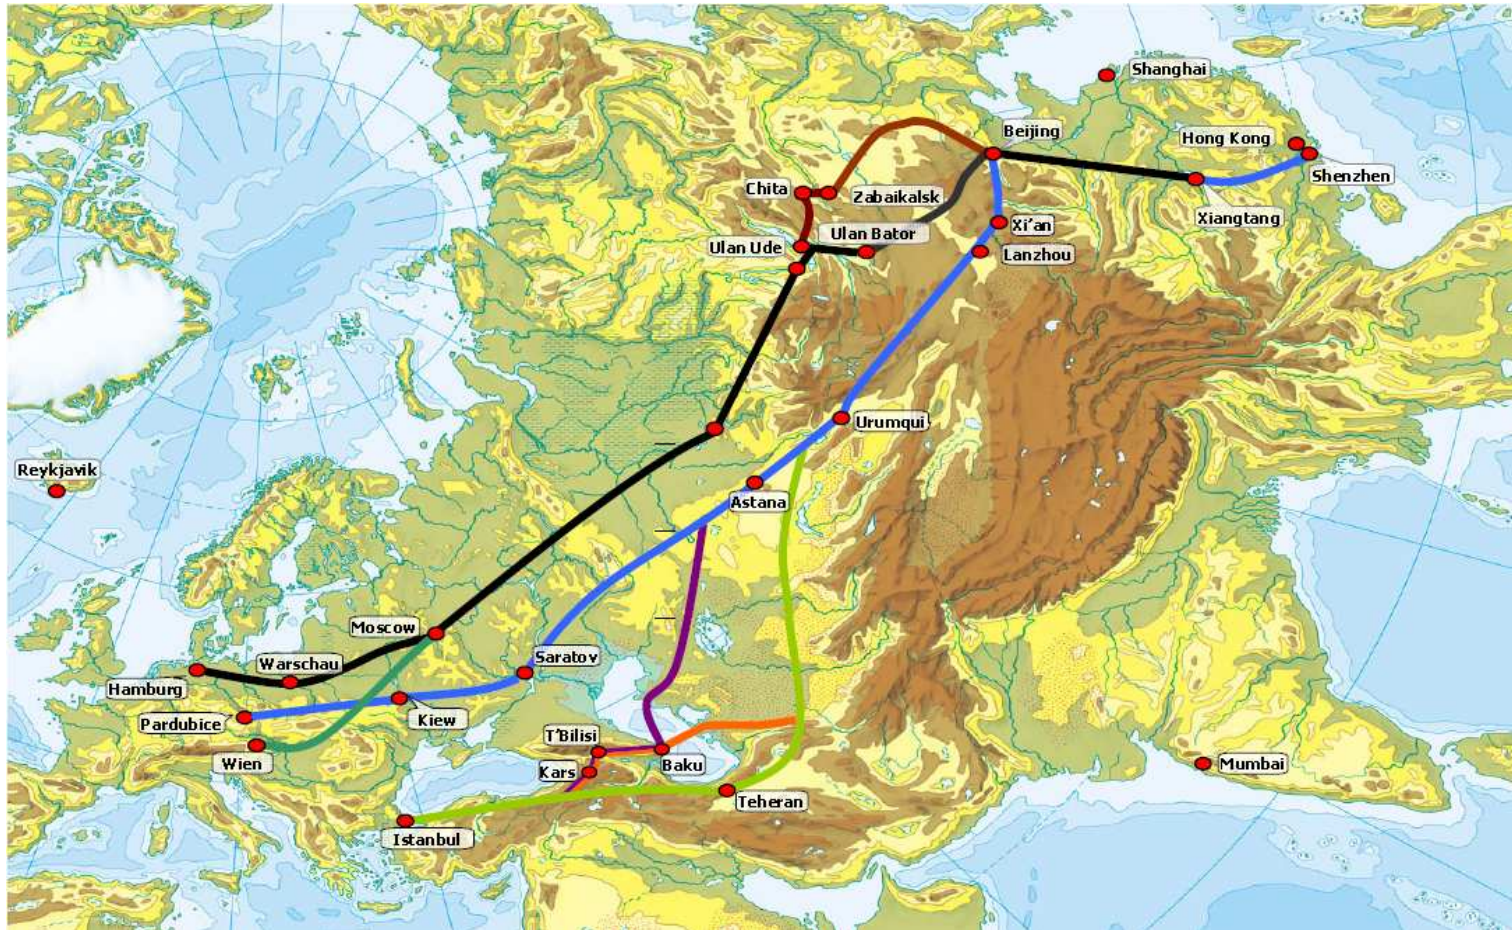 Shanghai
Beijing
Hong Kong
Shenzhen
Chita
Zabaikalsk
Xiangtang
Xi'an
Ulan Bator
Ulan Ude
Lanzhou
Urumqui
Reykjavik
Astana
Moscow
Saratov
Warschau
Hamburg
Kiew
Pardubice
T'Bilisi
Wien
Baku
Kars
Mumbai
Teheran
Istanbul